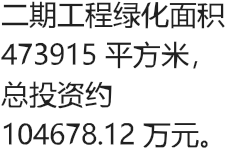 二期工程绿化面积
473915 平方米，
总投资约
104678.12 万元。